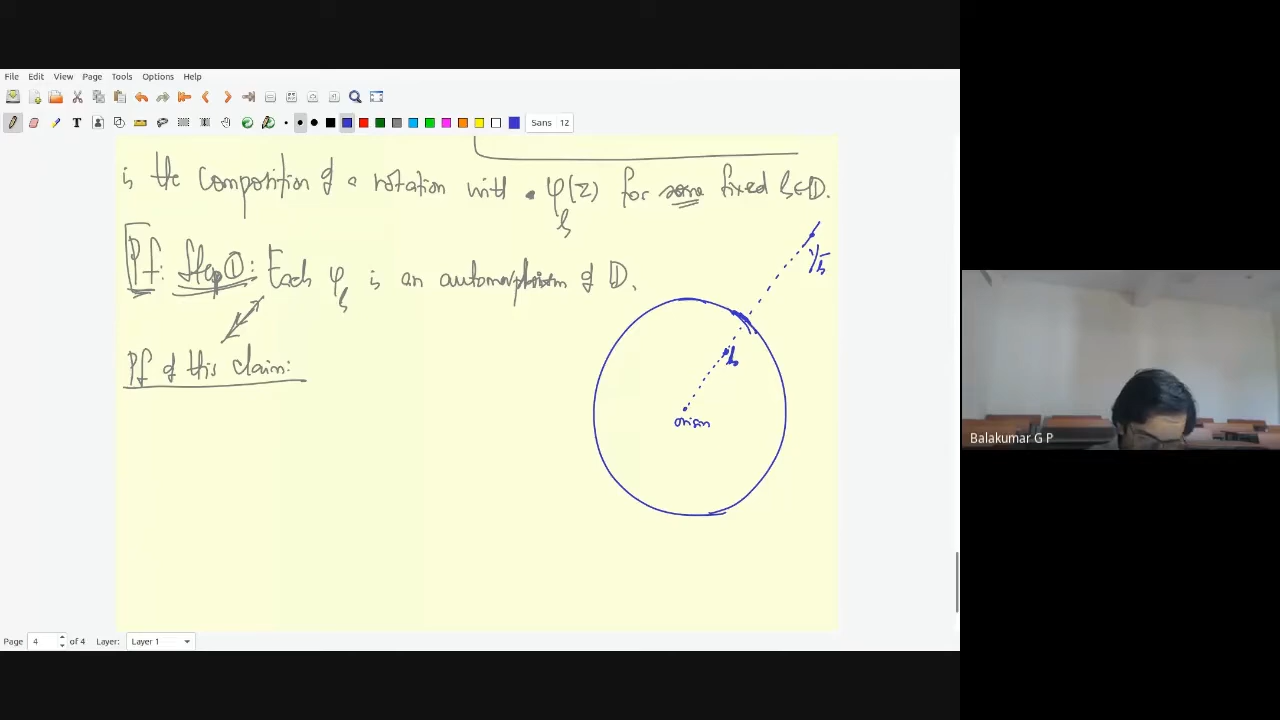 File Edit View Page Tools Options Help
Sans 12
is the composition of a rotation with φ_ζ(z) for some fixed ζ∈D.
Pf: Step①: Each φ_ζ is an automorphism of D.
Pf of this claim:
1/ζ̄
ζ
origin
Balakumar G P
Page 4 of 4 Layer: Layer 1